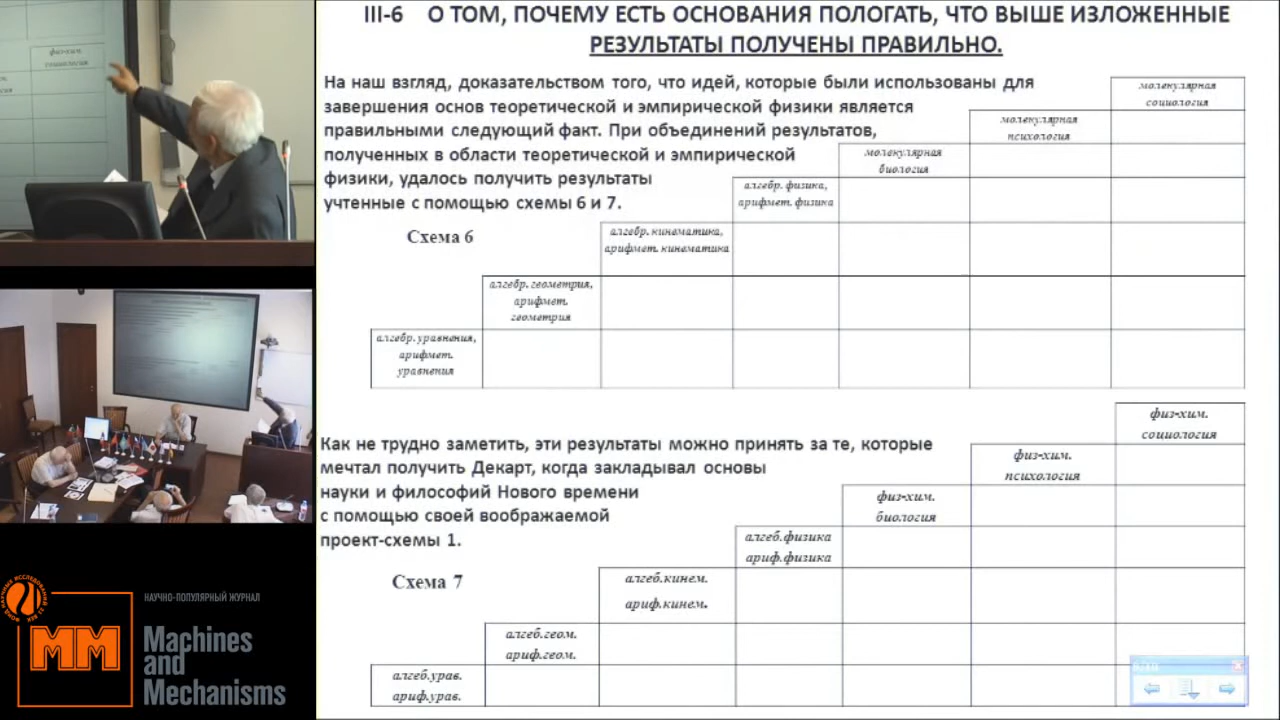 III-6 О ТОМ, ПОЧЕМУ ЕСТЬ ОСНОВАНИЯ ПОЛОГАТЬ, ЧТО ВЫШЕ ИЗЛОЖЕННЫЕ
РЕЗУЛЬТАТЫ ПОЛУЧЕНЫ ПРАВИЛЬНО.
На наш взгляд, доказательством того, что идей, которые были использованы для
завершения основ теоретической и эмпирической физики является
правильными следующий факт. При объединений результатов,
полученных в области теоретической и эмпирической
физики, удалось получить результаты
учтенные с помощью схемы 6 и 7.
Схема 6
молекулярная
социология
молекулярная
психология
молекулярная
биология
алгебр. физика,
арифмет. физика
алгебр. кинематика,
арифмет. кинематика
алгебр. геометрия,
арифмет.
геометрия
алгебр. уравнения,
арифмет.
уравнения
Как не трудно заметить, эти результаты можно принять за те, которые
мечтал получить Декарт, когда закладывал основы
науки и философий Нового времени
с помощью своей воображаемой
проект-схемы 1.
Схема 7
физ-хим.
социология
физ-хим.
психология
физ-хим.
биология
алгеб.физика
ариф.физика
алгеб.кинем.
ариф.кинем.
алгеб.геом.
ариф.геом.
алгеб.урав.
ариф.урав.
физ-хим.
социология
НАУЧНО-ПОПУЛЯРНЫЙ ЖУРНАЛ
ММ
Machines
and
Mechanisms